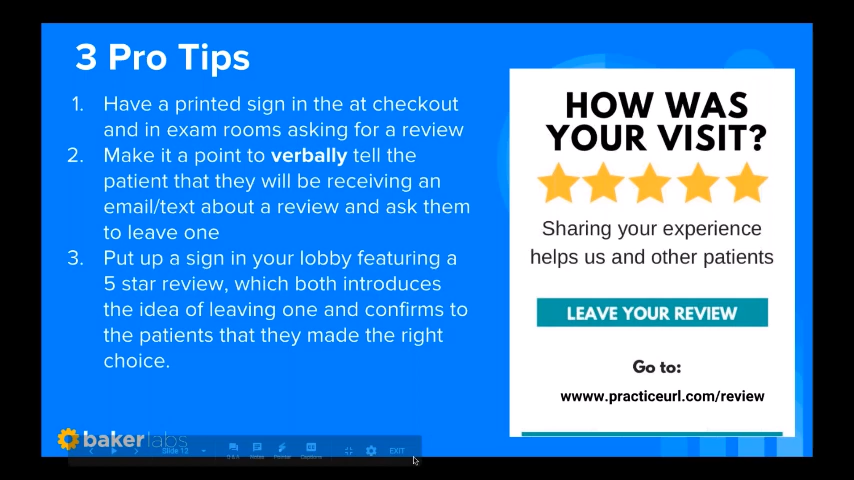 3 Pro Tips
1. Have a printed sign in the at checkout
and in exam rooms asking for a review
2. Make it a point to verbally tell the
patient that they will be receiving an
email/text about a review and ask them
to leave one
3. Put up a sign in your lobby featuring a
5 star review, which both introduces
the idea of leaving one and confirms to
the patients that they made the right
choice.
HOW WAS
YOUR VISIT?
Sharing your experience
helps us and other patients
LEAVE YOUR REVIEW
Go to:
wwww.practiceurl.com/review
bakerlabs
Slide 12
Q&A Notes Pointer Captions
EXIT